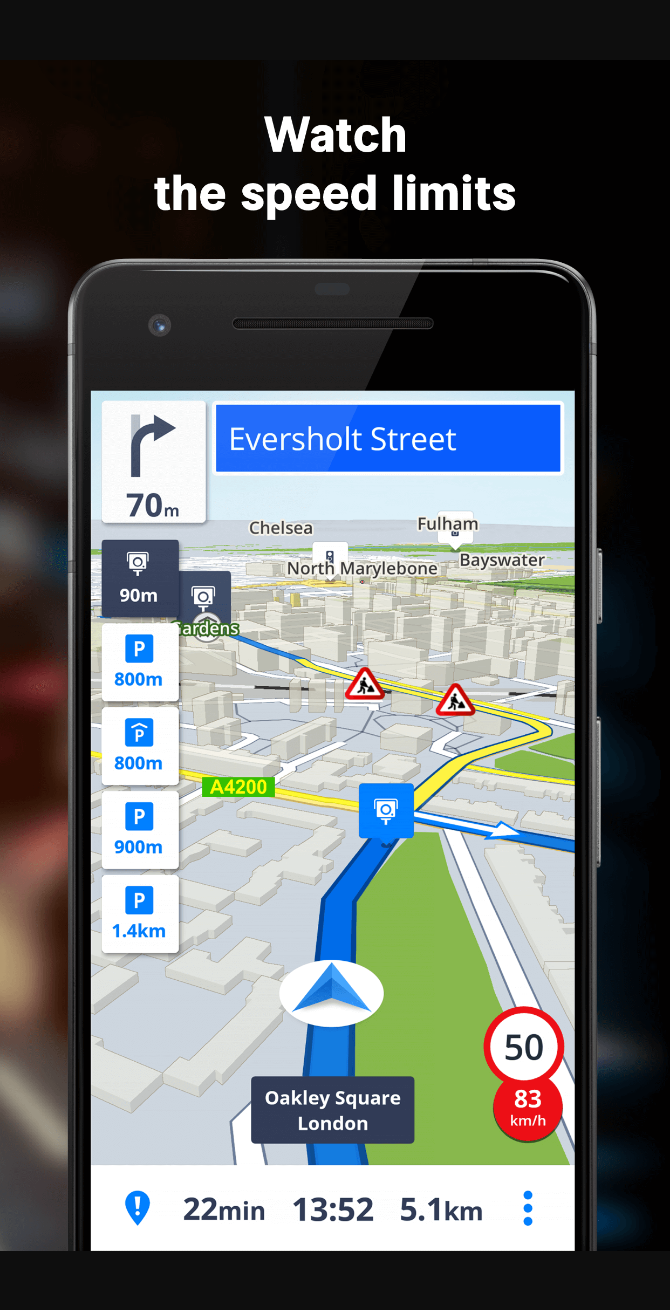 Watch
the speed limits
Eversholt Street
70m
Chelsea
Fulham
North Marylebone
Bayswater
90m
Gardens
P
800m
P
800m
A4200
P
900m
P
1.4km
50
83
km/h
Oakley Square
London
22min 13:52 5.1km